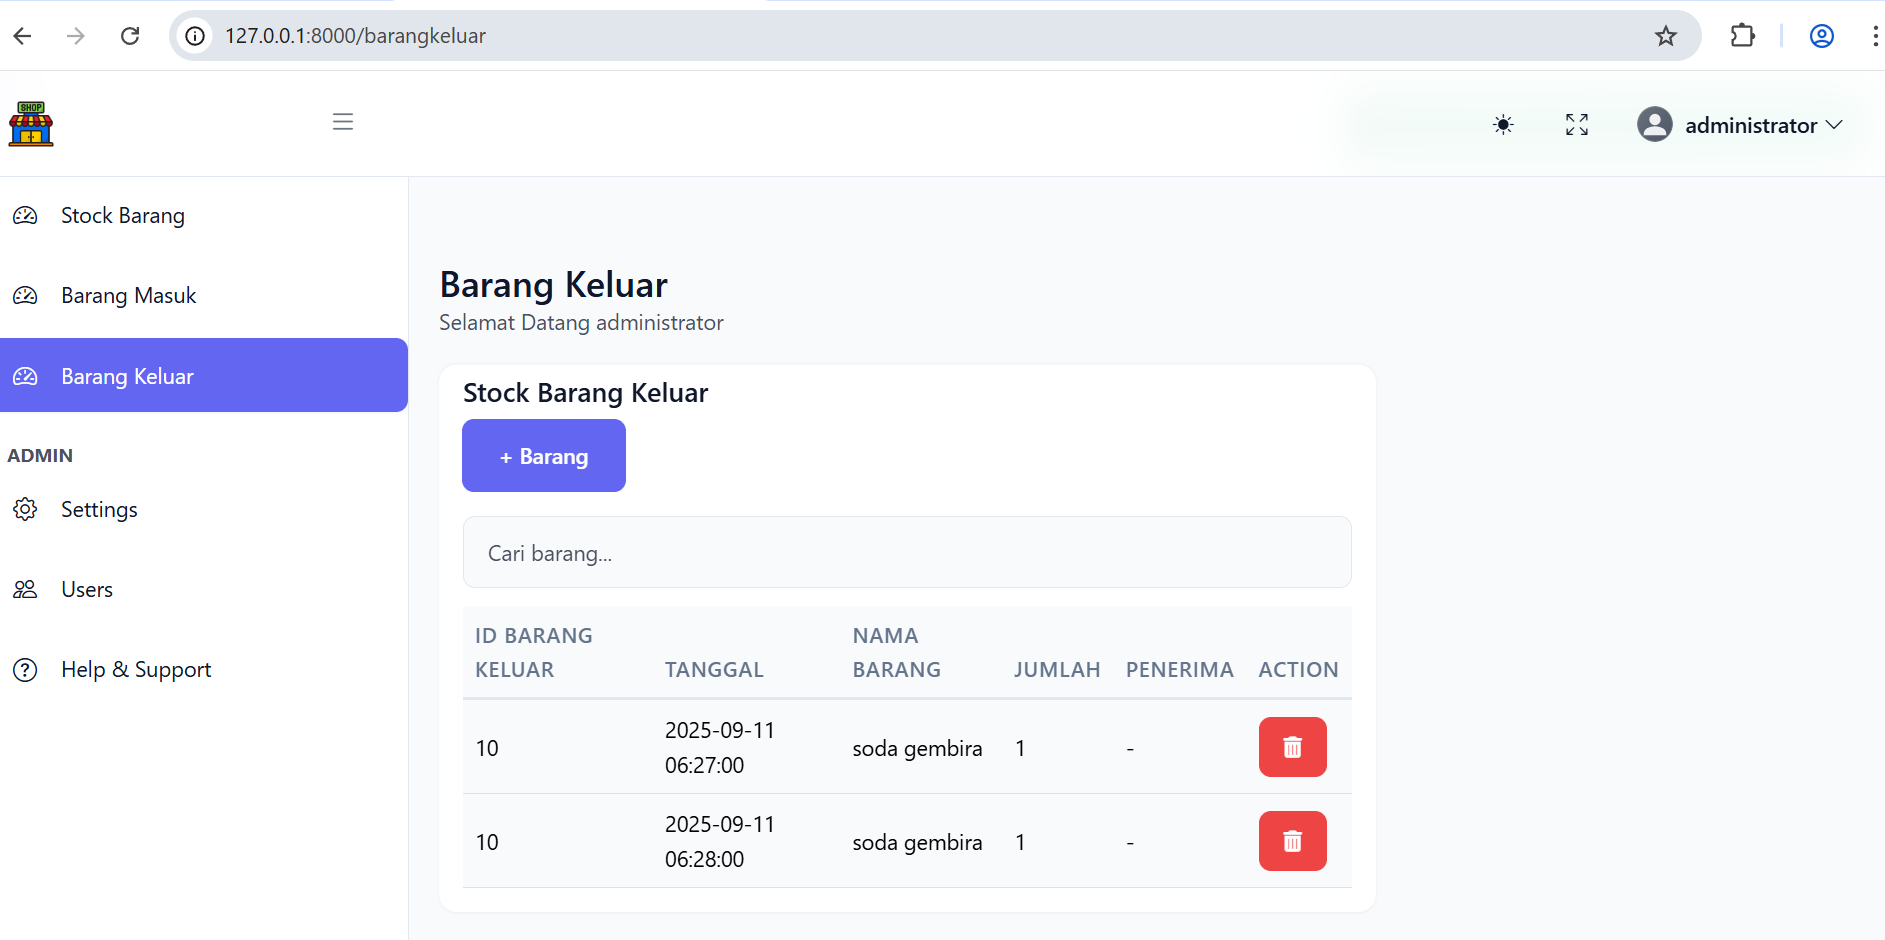 127.0.0.1:8000/barangkeluar
SHOP
administrator
Stock Barang
Barang Masuk
Barang Keluar
ADMIN
Settings
Users
Help & Support
Barang Keluar
Selamat Datang administrator
Stock Barang Keluar
+ Barang
Cari barang...
ID BARANG KELUAR TANGGAL NAMA BARANG JUMLAH PENERIMA ACTION
10 2025-09-11 06:27:00 soda gembira 1 -
10 2025-09-11 06:28:00 soda gembira 1 -